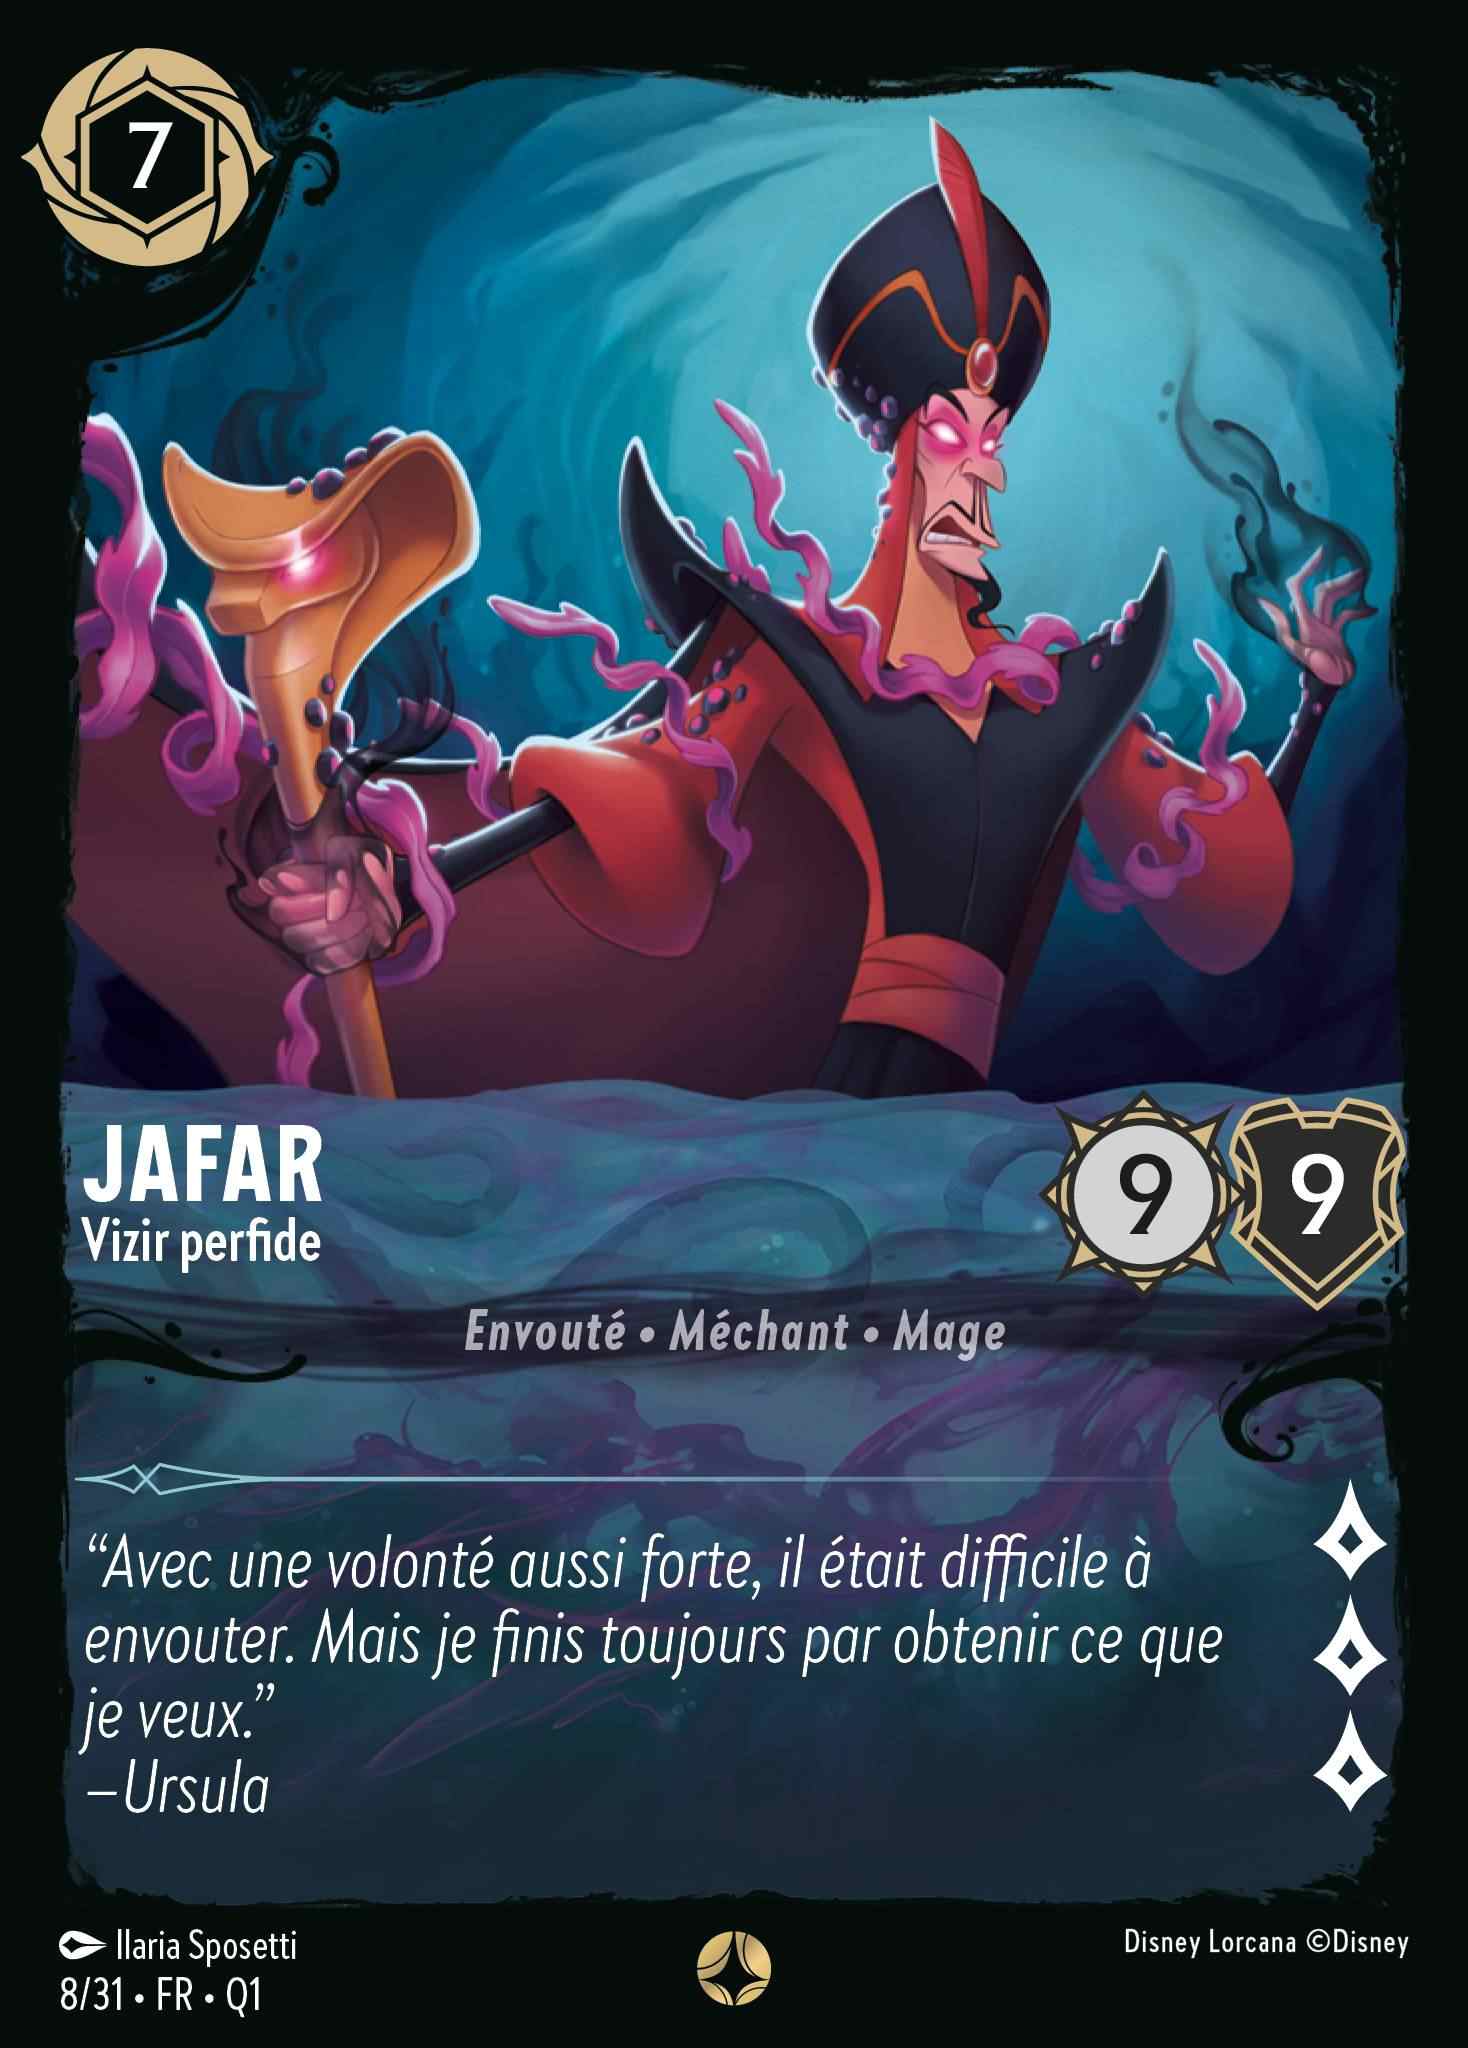 7
JAFAR
Vizir perfide
9 9
Envouté • Méchant • Mage
“Avec une volonté aussi forte, il était difficile à
envouter. Mais je finis toujours par obtenir ce que
je veux.”
–Ursula
Ilaria Sposetti
8/31 • FR • Q1
Disney Lorcana ©Disney